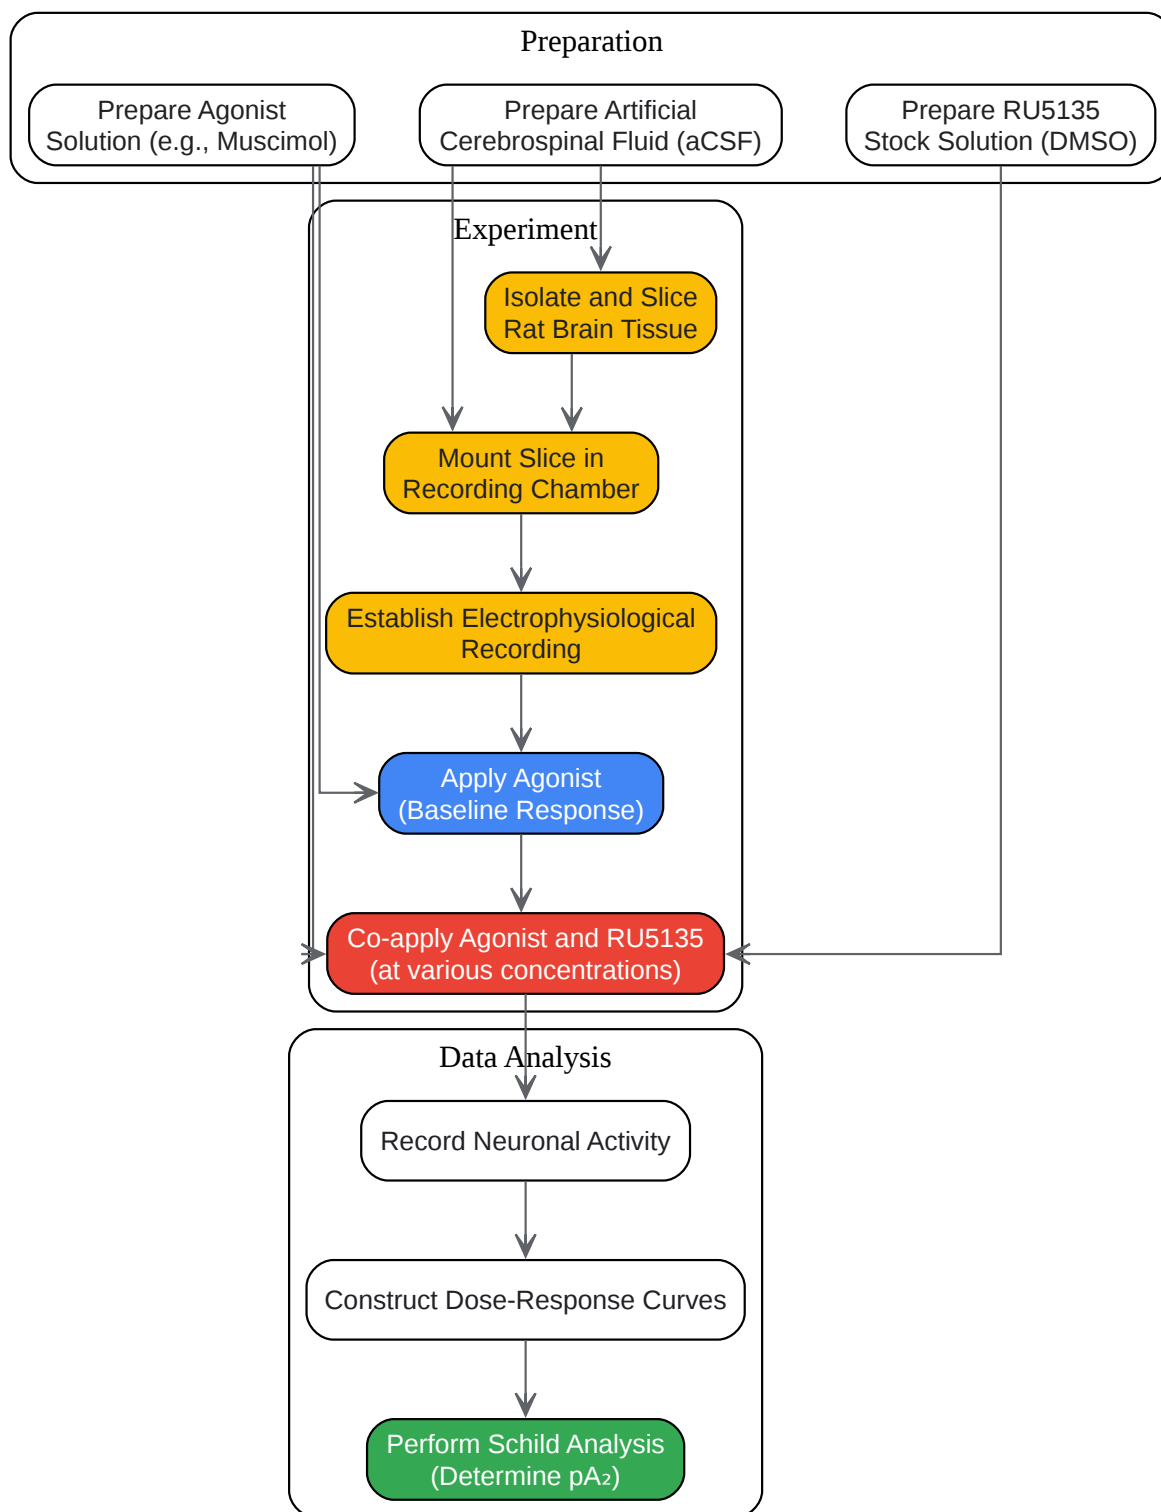 Preparation
Prepare Agonist
Solution (e.g., Muscimol)
Prepare Artificial
Cerebrospinal Fluid (aCSF)
Prepare RU5135
Stock Solution (DMSO)
Experiment
Isolate and Slice
Rat Brain Tissue
Mount Slice in
Recording Chamber
Establish Electrophysiological
Recording
Apply Agonist
(Baseline Response)
Co-apply Agonist and RU5135
(at various concentrations)
Data Analysis
Record Neuronal Activity
Construct Dose-Response Curves
Perform Schild Analysis
(Determine pA₂)